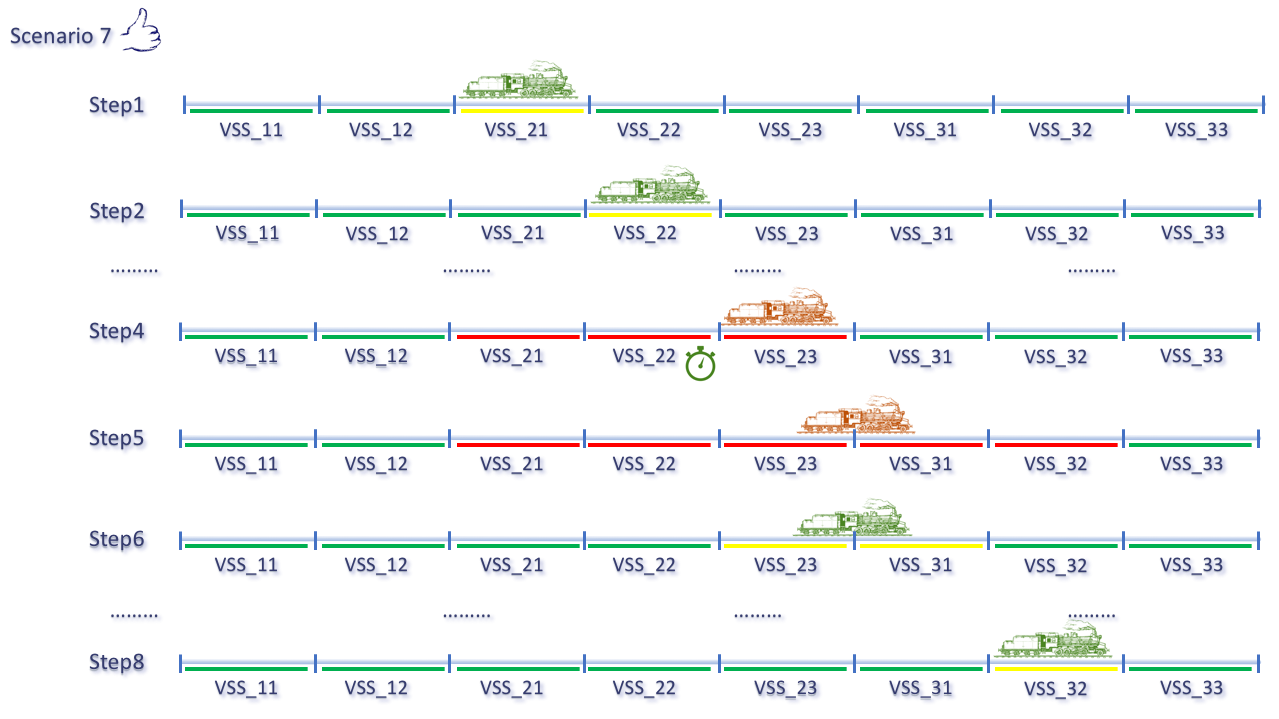 Scenario 7
Step1
VSS_11 VSS_12 VSS_21 VSS_22 VSS_23 VSS_31 VSS_32 VSS_33
Step2
VSS_11 VSS_12 VSS_21 VSS_22 VSS_23 VSS_31 VSS_32 VSS_33
......... ......... ......... .........
Step4
VSS_11 VSS_12 VSS_21 VSS_22 VSS_23 VSS_31 VSS_32 VSS_33
Step5
VSS_11 VSS_12 VSS_21 VSS_22 VSS_23 VSS_31 VSS_32 VSS_33
Step6
VSS_11 VSS_12 VSS_21 VSS_22 VSS_23 VSS_31 VSS_32 VSS_33
......... ......... ......... .........
Step8
VSS_11 VSS_12 VSS_21 VSS_22 VSS_23 VSS_31 VSS_32 VSS_33